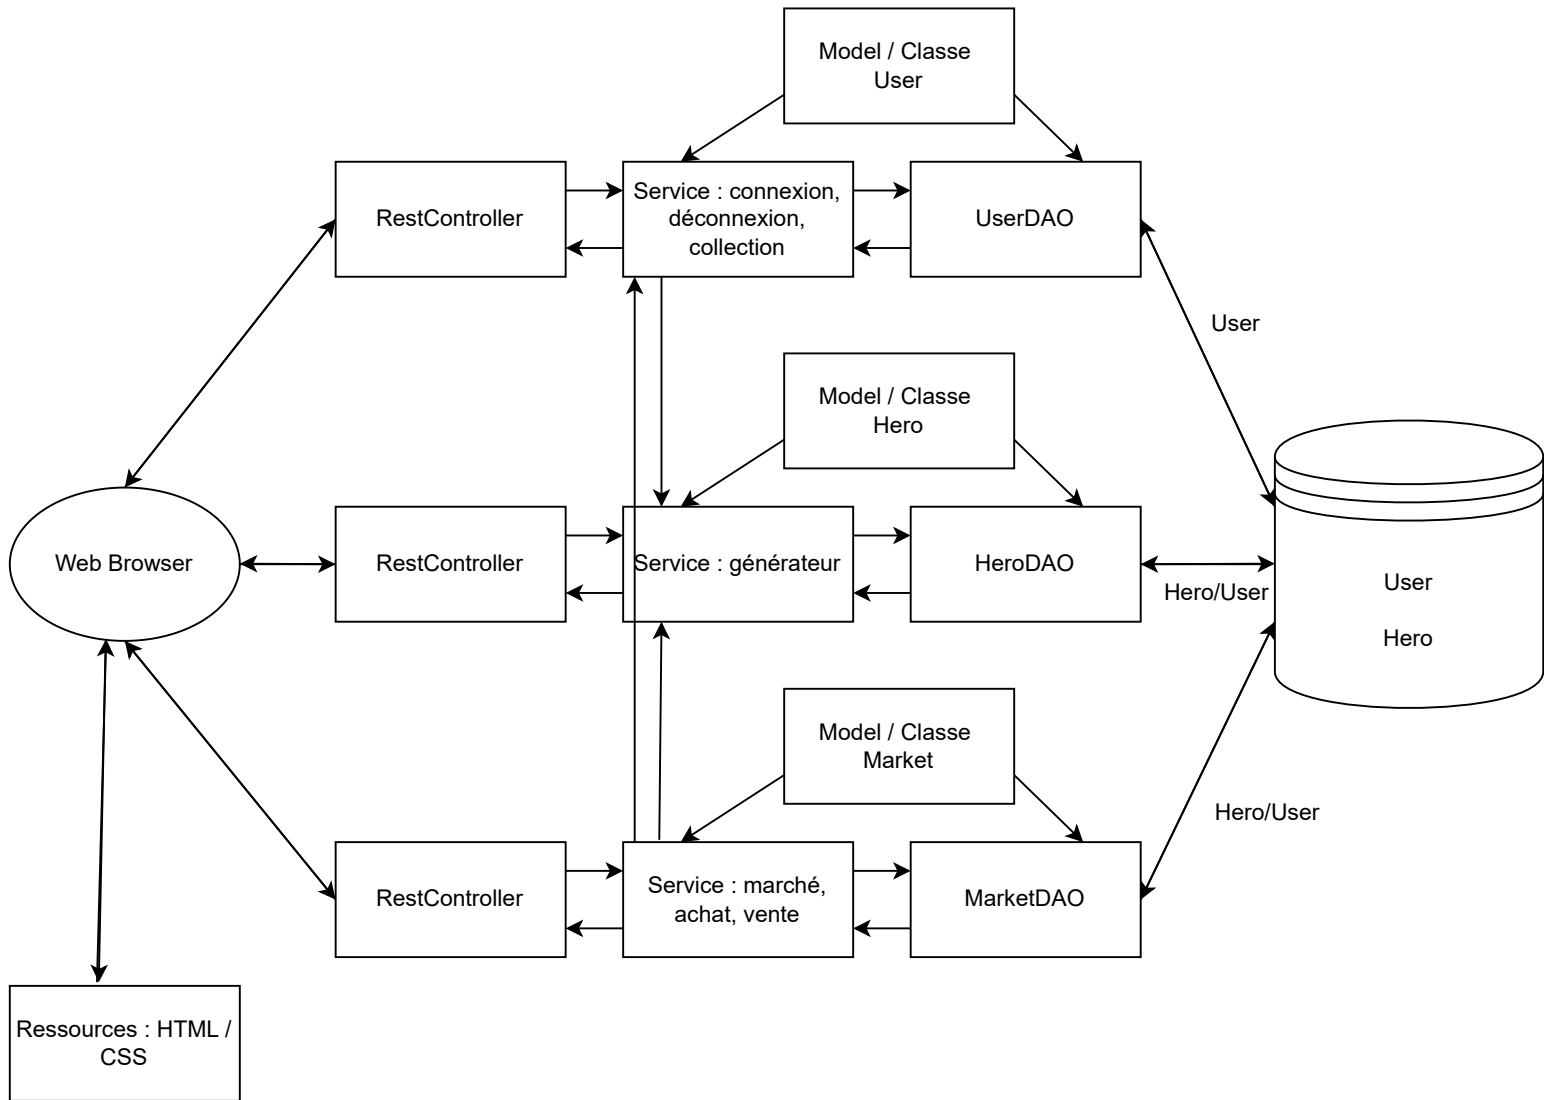 Model / Classe
User
RestController
Service : connexion,
déconnexion,
collection
UserDAO
User
Model / Classe
Hero
Web Browser
RestController
Service : générateur
HeroDAO
Hero/User
User
Hero
Model / Classe
Market
Hero/User
RestController
Service : marché,
achat, vente
MarketDAO
Ressources : HTML /
CSS